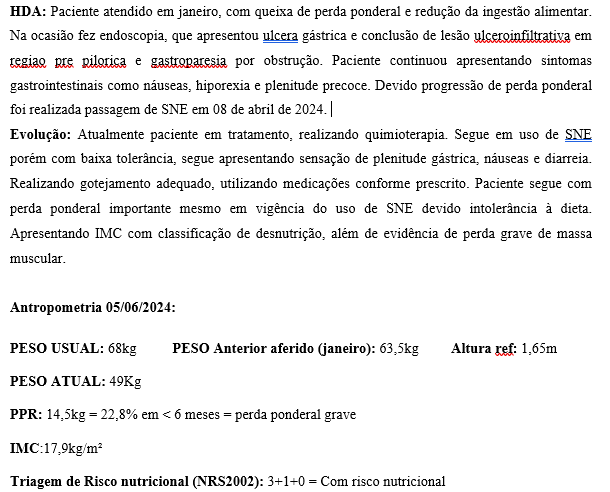 HDA: Paciente atendido em janeiro, com queixa de perda ponderal e redução da ingestão alimentar.
Na ocasião fez endoscopia, que apresentou ulcera gástrica e conclusão de lesão ulceroinfiltrativa em
regiao pre pilorica e gastroparesia por obstrução. Paciente continuou apresentando sintomas
gastrointestinais como náuseas, hiporexia e plenitude precoce. Devido progressão de perda ponderal
foi realizada passagem de SNE em 08 de abril de 2024.
Evolução: Atualmente paciente em tratamento, realizando quimioterapia. Segue em uso de SNE
porém com baixa tolerância, segue apresentando sensação de plenitude gástrica, náuseas e diarreia.
Realizando gotejamento adequado, utilizando medicações conforme prescrito. Paciente segue com
perda ponderal importante mesmo em vigência do uso de SNE devido intolerância à dieta.
Apresentando IMC com classificação de desnutrição, além de evidência de perda grave de massa
muscular.
Antropometria 05/06/2024:
PESO USUAL: 68kg PESO Anterior aferido (janeiro): 63,5kg Altura ref: 1,65m
PESO ATUAL: 49Kg
PPR: 14,5kg = 22,8% em < 6 meses = perda ponderal grave
IMC:17,9kg/m²
Triagem de Risco nutricional (NRS2002): 3+1+0 = Com risco nutricional